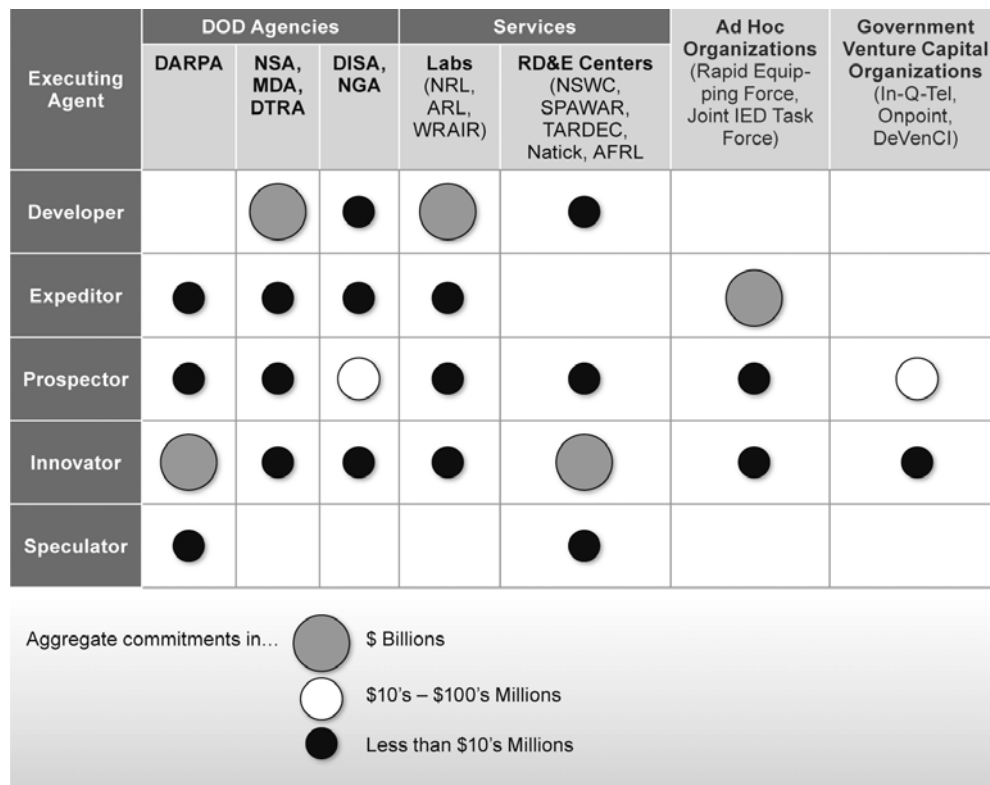 DOD Agencies
Services
Ad Hoc
Organizations
(Rapid Equip-
ping Force,
Joint IED Task
Force)
Government
Venture Capital
Organizations
(In-Q-Tel,
Onpoint,
DeVenCI)
Executing
Agent
DARPA
NSA,
MDA,
DTRA
DISA,
NGA
Labs
(NRL,
ARL,
WRAIR)
RD&E Centers
(NSWC,
SPAWAR,
TARDEC,
Natick, AFRL
Developer
Expeditor
Prospector
Innovator
Speculator
Aggregate commitments in…
$ Billions
$10’s – $100’s Millions
Less than $10’s Millions